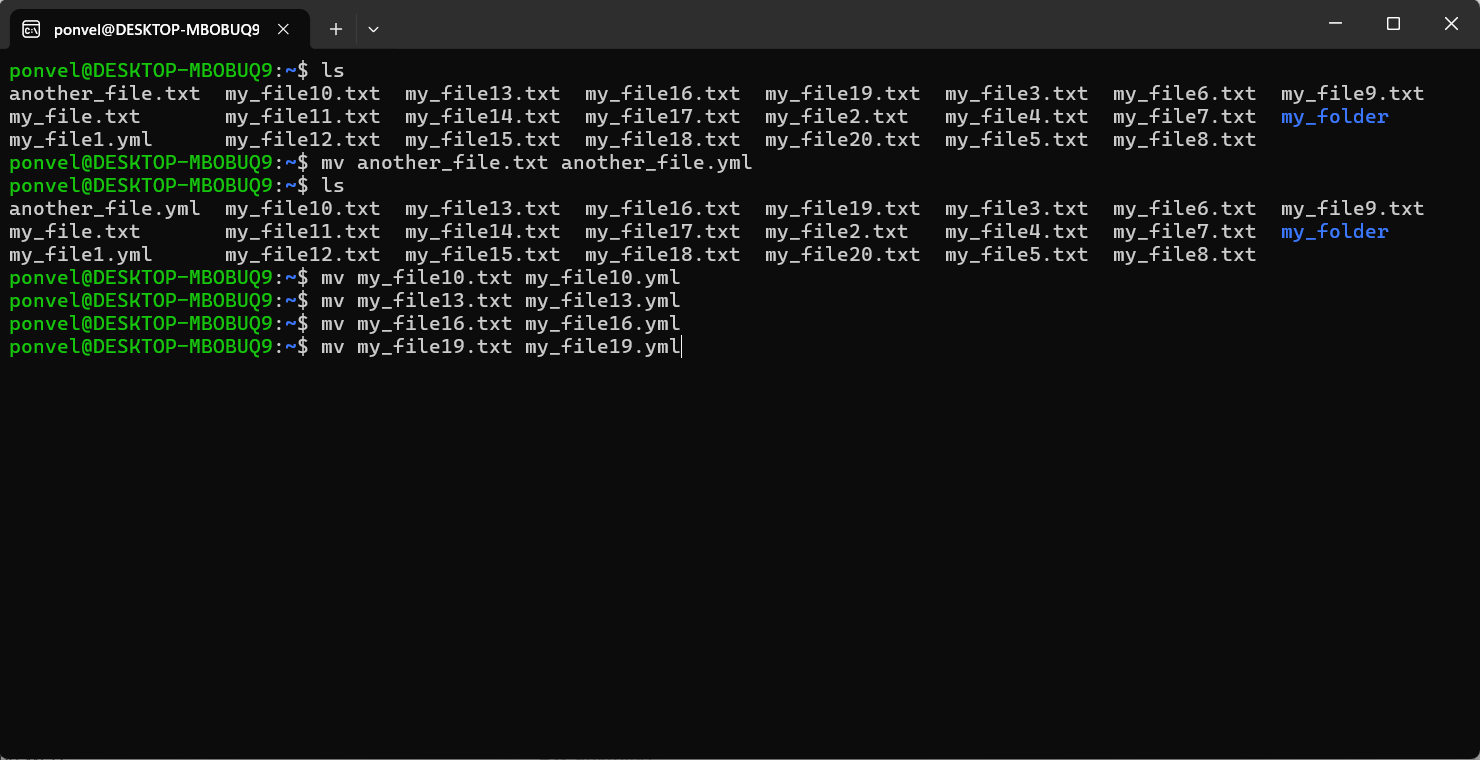 ponvel@DESKTOP-MBOBUQ9
ponvel@DESKTOP-MBOBUQ9:~$ ls
another_file.txt  my_file10.txt  my_file13.txt  my_file16.txt  my_file19.txt  my_file3.txt  my_file6.txt  my_file9.txt
my_file.txt       my_file11.txt  my_file14.txt  my_file17.txt  my_file2.txt   my_file4.txt  my_file7.txt  my_folder
my_file1.yml      my_file12.txt  my_file15.txt  my_file18.txt  my_file20.txt  my_file5.txt  my_file8.txt
ponvel@DESKTOP-MBOBUQ9:~$ mv another_file.txt another_file.yml
ponvel@DESKTOP-MBOBUQ9:~$ ls
another_file.yml  my_file10.txt  my_file13.txt  my_file16.txt  my_file19.txt  my_file3.txt  my_file6.txt  my_file9.txt
my_file.txt       my_file11.txt  my_file14.txt  my_file17.txt  my_file2.txt   my_file4.txt  my_file7.txt  my_folder
my_file1.yml      my_file12.txt  my_file15.txt  my_file18.txt  my_file20.txt  my_file5.txt  my_file8.txt
ponvel@DESKTOP-MBOBUQ9:~$ mv my_file10.txt my_file10.yml
ponvel@DESKTOP-MBOBUQ9:~$ mv my_file13.txt my_file13.yml
ponvel@DESKTOP-MBOBUQ9:~$ mv my_file16.txt my_file16.yml
ponvel@DESKTOP-MBOBUQ9:~$ mv my_file19.txt my_file19.yml